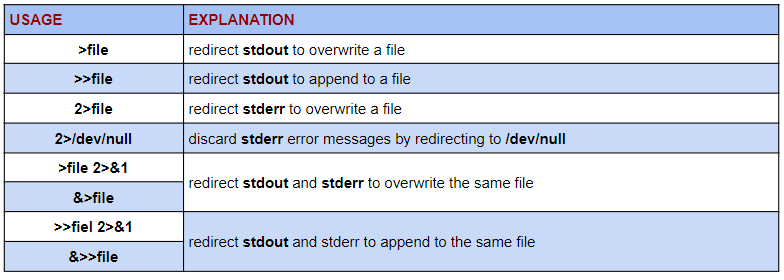 USAGE EXPLANATION
>file redirect stdout to overwrite a file
>>file redirect stdout to append to a file
2>file redirect stderr to overwrite a file
2>/dev/null discard stderr error messages by redirecting to /dev/null
>file 2>&1
redirect stdout and stderr to overwrite the same file
&>file
>>fiel 2>&1
redirect stdout and stderr to append to the same file
&>>file